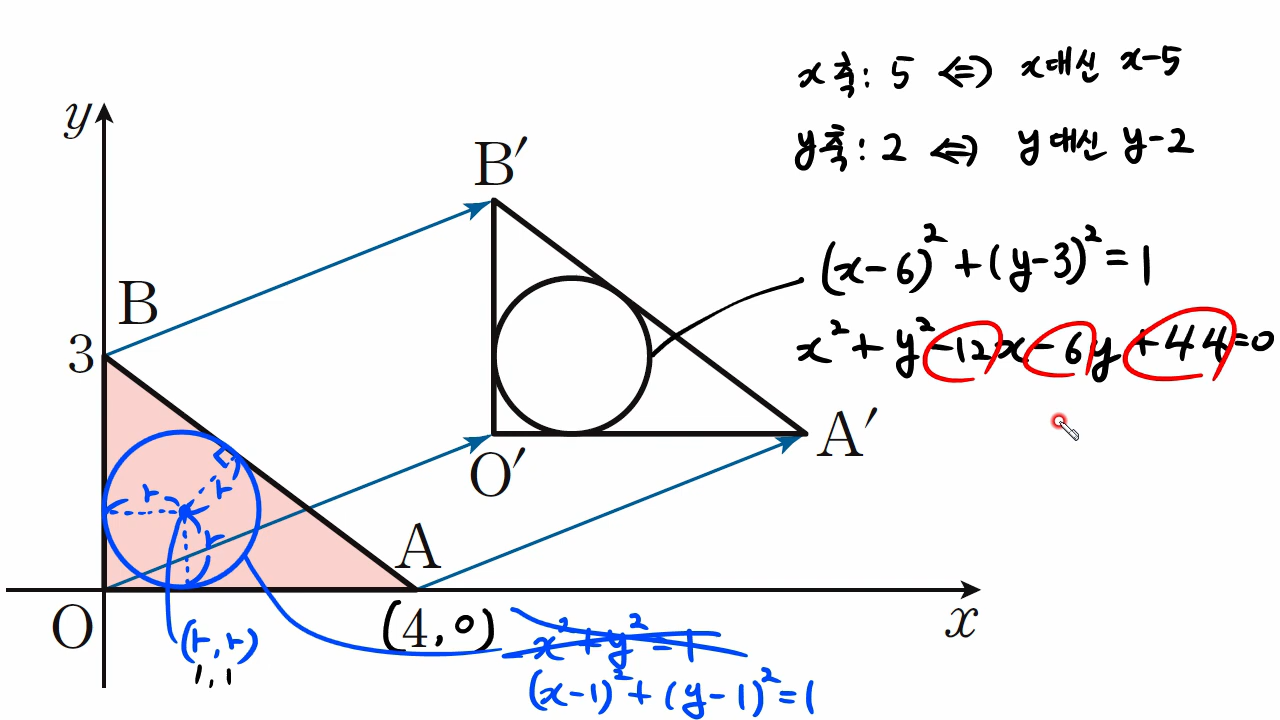 x축: 5 ⇔ x대신 x-5
y축: 2 ⇔ y대신 y-2
(x-6)²+(y-3)²=1
x²+y²-12x-6y+44=0
y
B′
B
3
A′
O′
r
r
r
A
O
(4,0)
x
(r,r)
1,1
x²+y²=1
(x-1)²+(y-1)²=1